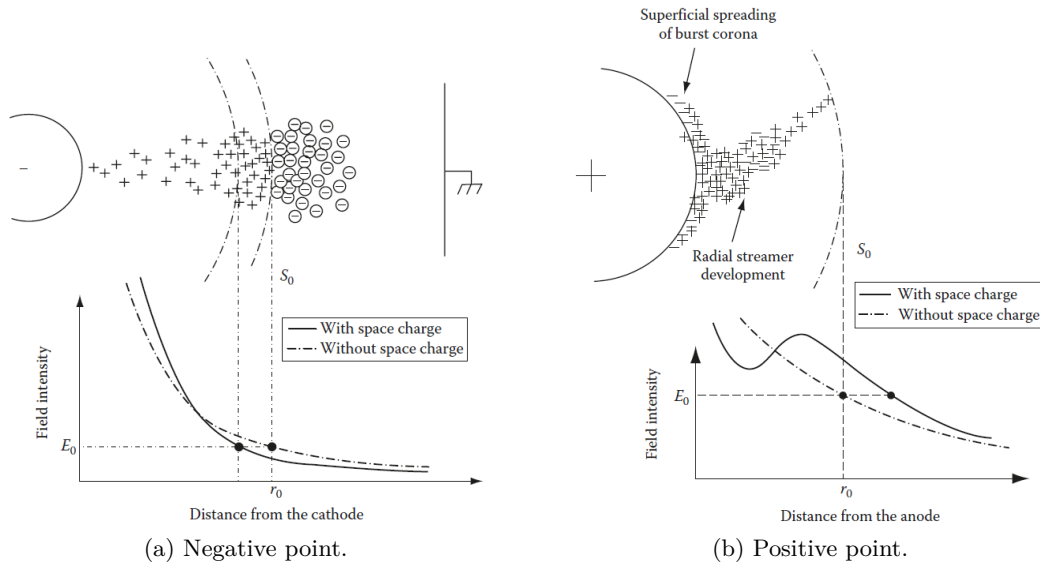 -
S₀
With space charge
Without space charge
Field intensity
E₀
r₀
Distance from the cathode
(a) Negative point.
Superficial spreading
of burst corona
+
Radial streamer
development
S₀
With space charge
Without space charge
Field intensity
E₀
r₀
Distance from the anode
(b) Positive point.